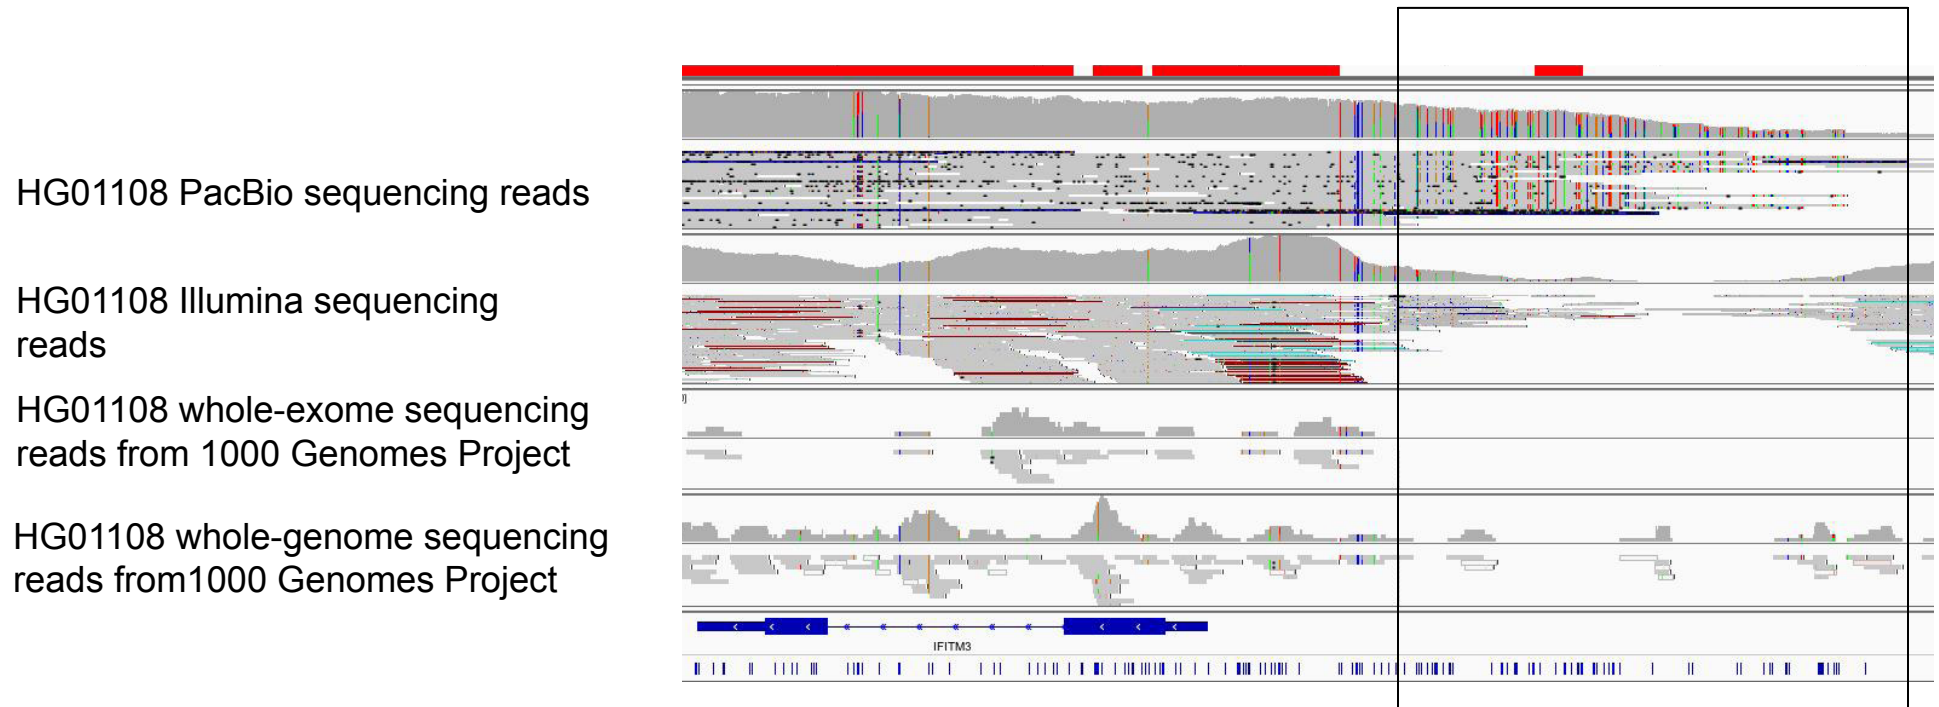 HG01108 PacBio sequencing reads
HG01108 Illumina sequencing
reads
HG01108 whole-exome sequencing
reads from 1000 Genomes Project
HG01108 whole-genome sequencing
reads from1000 Genomes Project
IFITM3